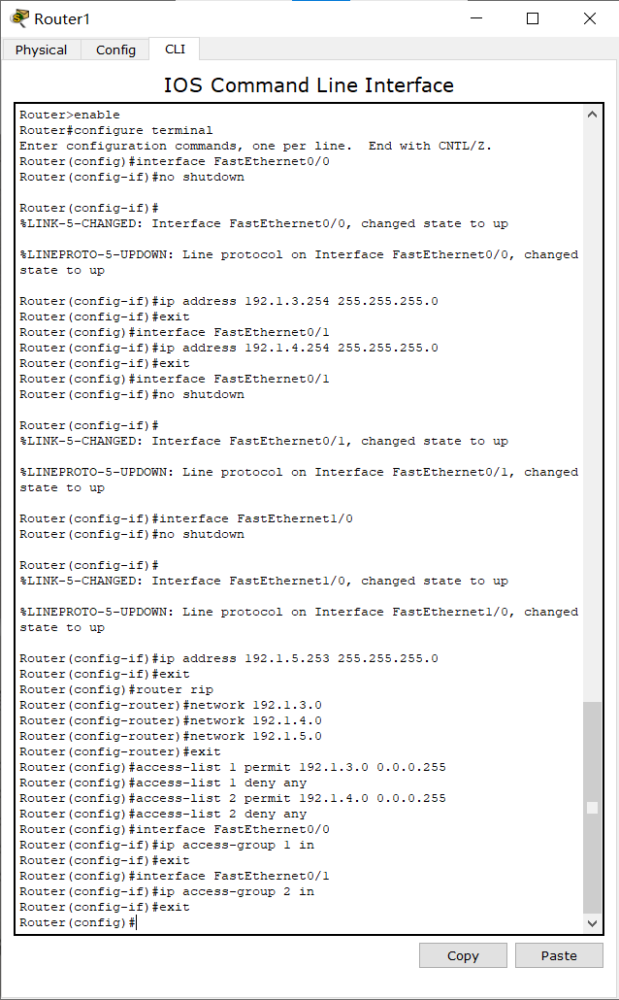 Router1
Physical Config CLI
IOS Command Line Interface
Router>enable
Router#configure terminal
Enter configuration commands, one per line.  End with CNTL/Z.
Router(config)#interface FastEthernet0/0
Router(config-if)#no shutdown
Router(config-if)#
%LINK-5-CHANGED: Interface FastEthernet0/0, changed state to up
%LINEPROTO-5-UPDOWN: Line protocol on Interface FastEthernet0/0, changed
state to up
Router(config-if)#ip address 192.1.3.254 255.255.255.0
Router(config-if)#exit
Router(config)#interface FastEthernet0/1
Router(config-if)#ip address 192.1.4.254 255.255.255.0
Router(config-if)#exit
Router(config)#interface FastEthernet0/1
Router(config-if)#no shutdown
Router(config-if)#
%LINK-5-CHANGED: Interface FastEthernet0/1, changed state to up
%LINEPROTO-5-UPDOWN: Line protocol on Interface FastEthernet0/1, changed
state to up
Router(config-if)#interface FastEthernet1/0
Router(config-if)#no shutdown
Router(config-if)#
%LINK-5-CHANGED: Interface FastEthernet1/0, changed state to up
%LINEPROTO-5-UPDOWN: Line protocol on Interface FastEthernet1/0, changed
state to up
Router(config-if)#ip address 192.1.5.253 255.255.255.0
Router(config-if)#exit
Router(config)#router rip
Router(config-router)#network 192.1.3.0
Router(config-router)#network 192.1.4.0
Router(config-router)#network 192.1.5.0
Router(config-router)#exit
Router(config)#access-list 1 permit 192.1.3.0 0.0.0.255
Router(config)#access-list 1 deny any
Router(config)#access-list 2 permit 192.1.4.0 0.0.0.255
Router(config)#access-list 2 deny any
Router(config)#interface FastEthernet0/0
Router(config-if)#ip access-group 1 in
Router(config-if)#exit
Router(config)#interface FastEthernet0/1
Router(config-if)#ip access-group 2 in
Router(config-if)#exit
Router(config)#
Copy Paste